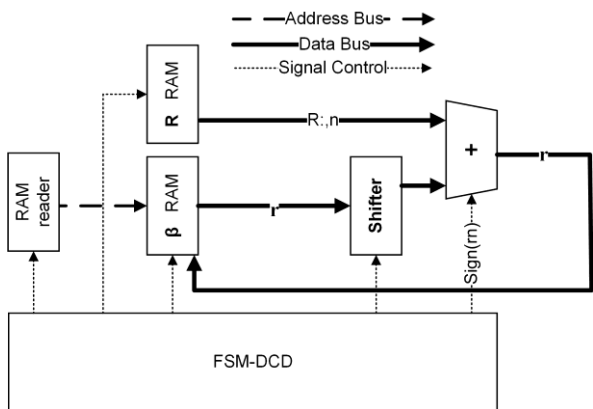 Address Bus
Data Bus
Signal Control
R RAM
R:,n
+
r
RAM
reader
β RAM
r
Shifter
Sign(rn)
FSM-DCD